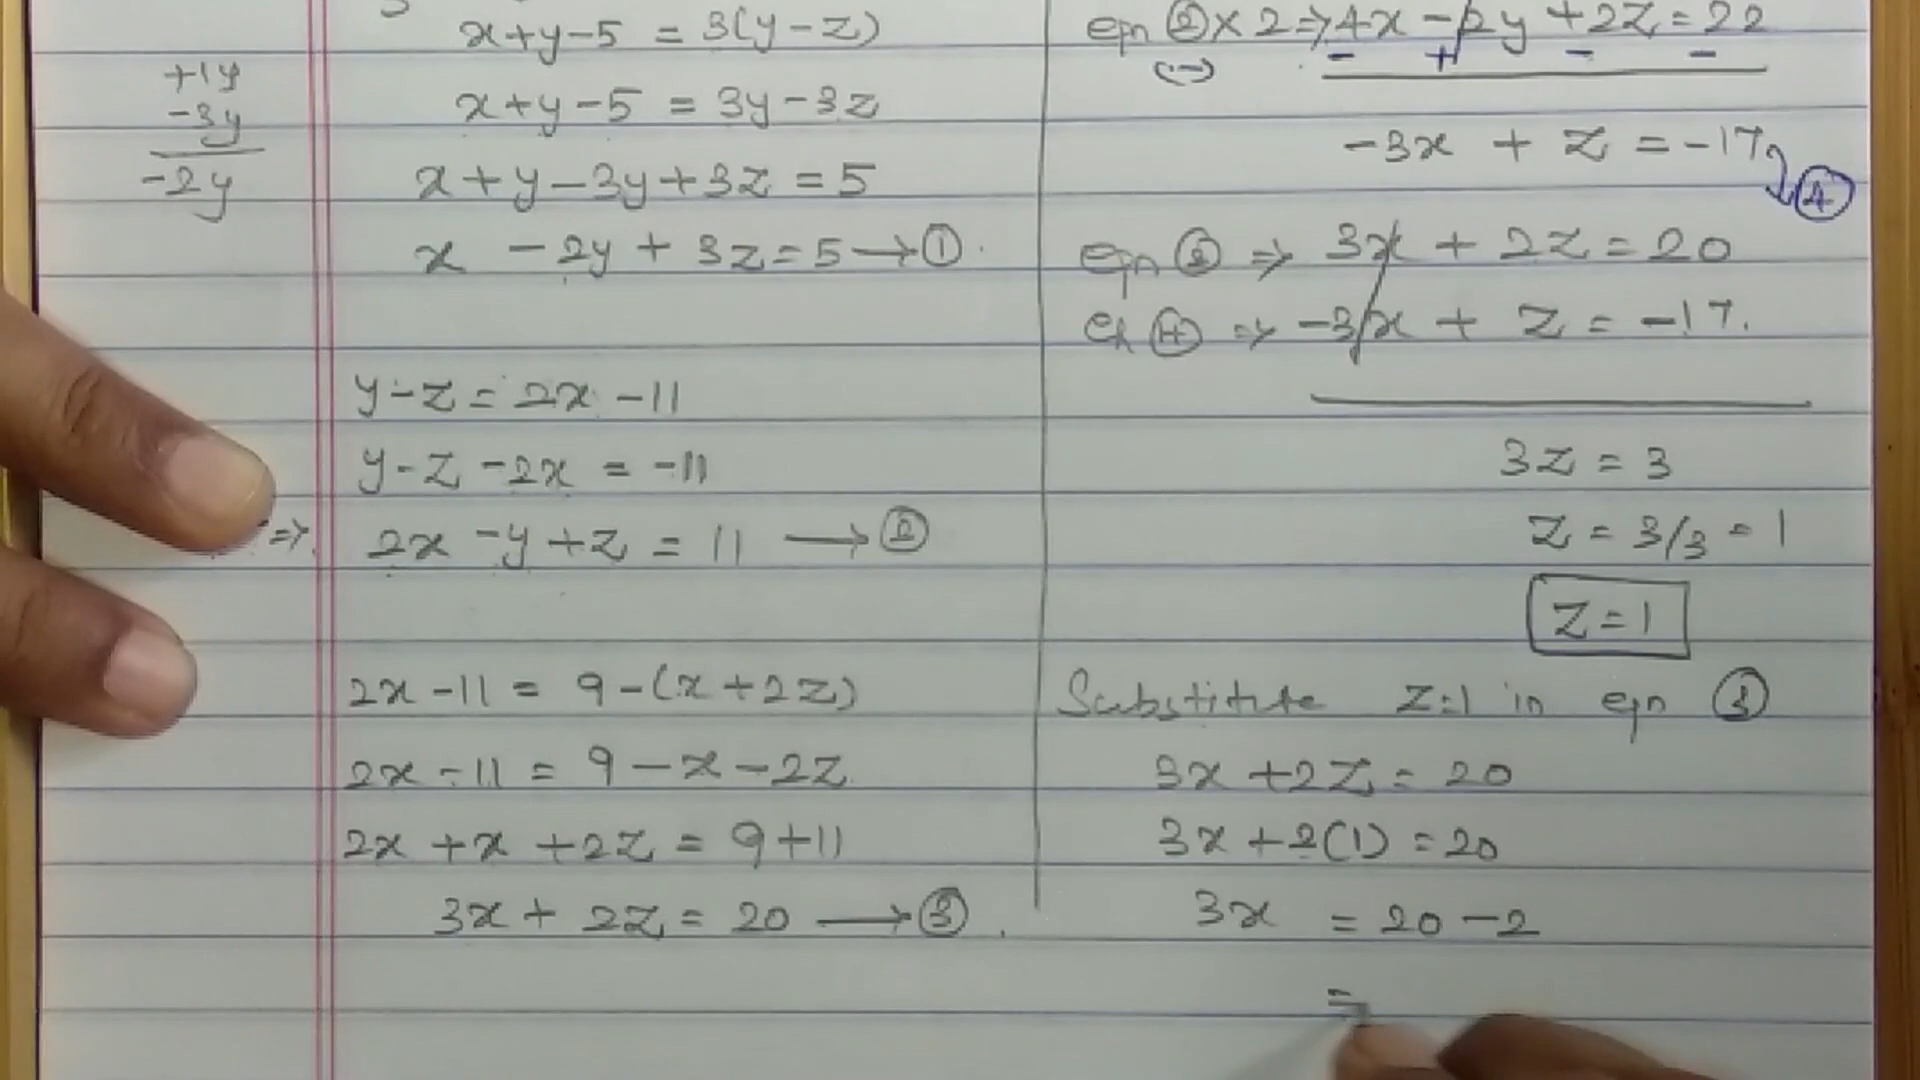 x+y-5 = 3(y-z)
x+y-5 = 3y-3z
x+y-3y+3z = 5
x -2y + 3z = 5 → ①
+1y
-3y
-2y
y-z = 2x -11
y-z -2x = -11
⇒ 2x -y +z = 11 → ②
2x -11 = 9-(x+2z)
2x -11 = 9-x-2z
2x +x +2z = 9+11
3x + 2z = 20 → ③
eqn ② × 2 ⇒ 4x -2y +2z = 22
(-) - + - -
-3x + z = -17 → ④
eqn ③ ⇒ 3x + 2z = 20
④ ⇒ -3x + z = -17.
3z = 3
z = 3/3 = 1
z = 1
Substitute z=1 in eqn ③
3x +2z = 20
3x +2(1) = 20
3x = 20 -2
=